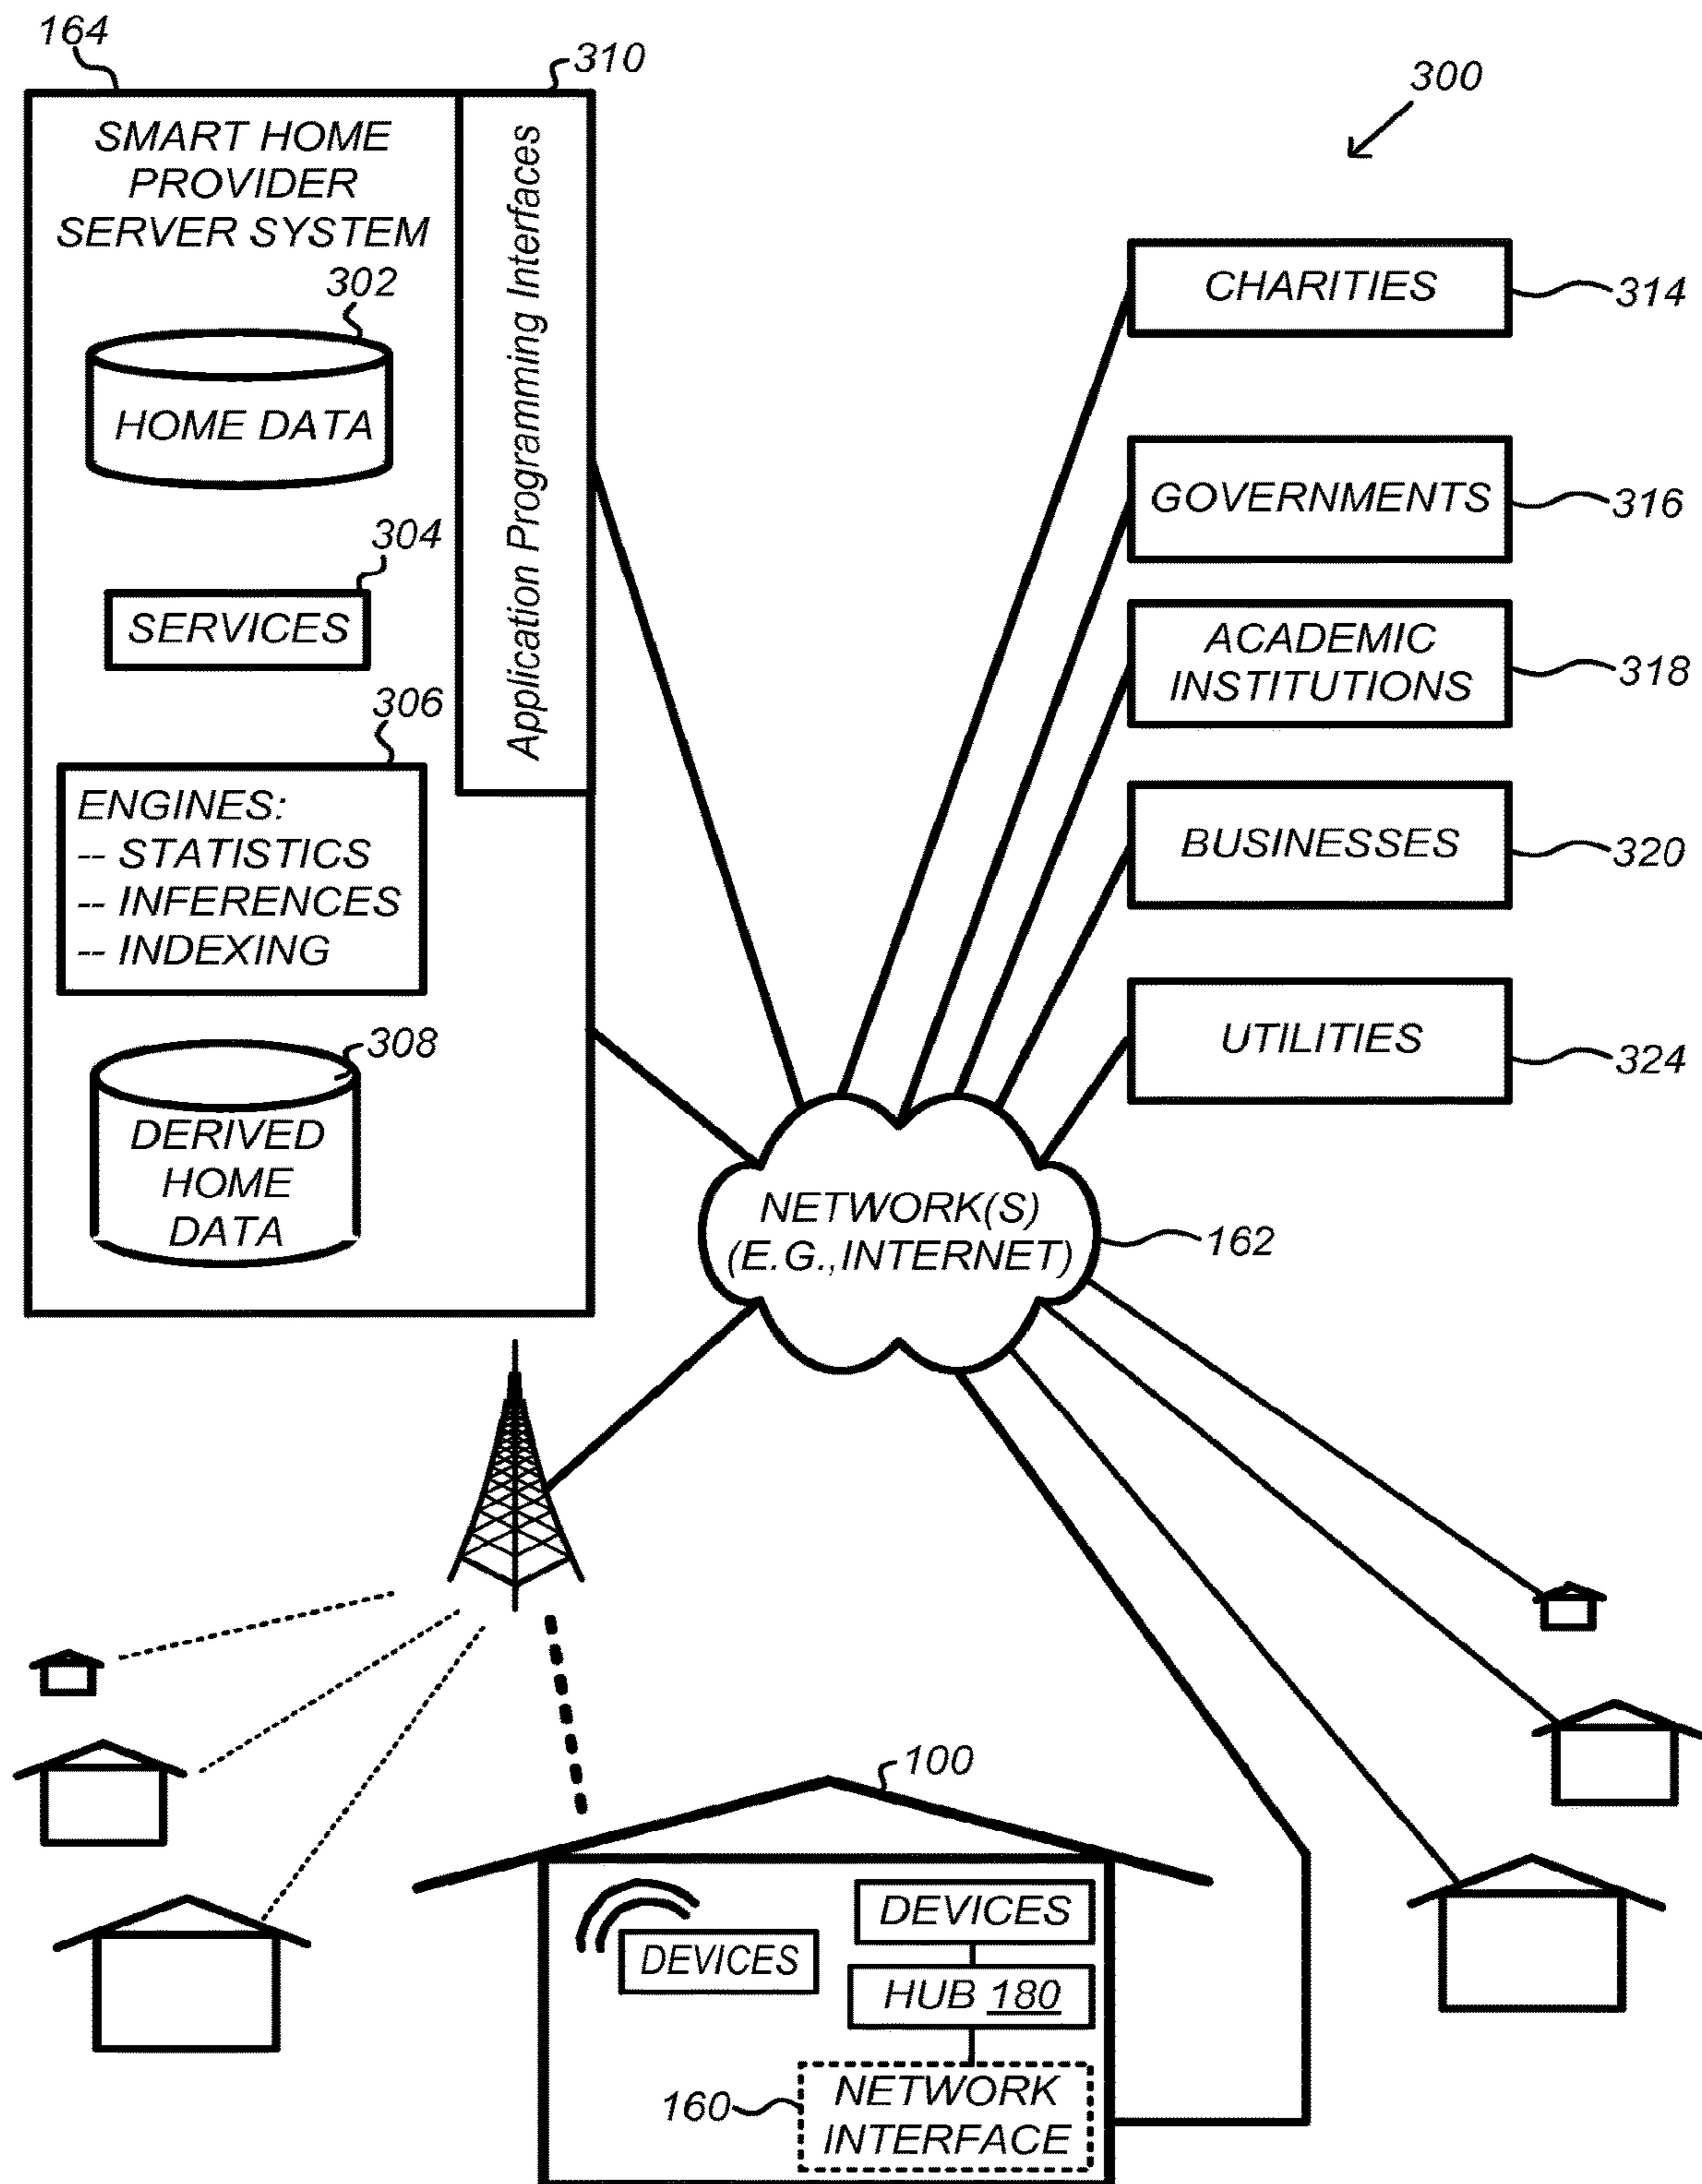 164
310
300
SMART HOME
PROVIDER
SERVER SYSTEM
Application Programming Interfaces
302
HOME DATA
304
SERVICES
306
ENGINES:
-- STATISTICS
-- INFERENCES
-- INDEXING
308
DERIVED
HOME
DATA
CHARITIES
314
GOVERNMENTS
316
ACADEMIC
INSTITUTIONS
318
BUSINESSES
320
UTILITIES
324
NETWORK(S)
(E.G.,INTERNET)
162
100
DEVICES
DEVICES
HUB 180
160
NETWORK
INTERFACE